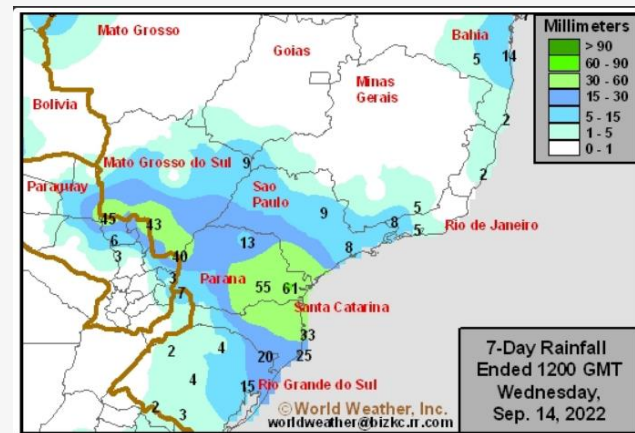 Mato Grosso
Goias
Bahia
5
14
Minas
Gerais
2
2
Bolivia
Mato Grosso do Sul
9
Paraguay
Sao
Paulo
9
5
8
5
Rio de Janeiro
45
43
6
3
40
13
8
3
7
Parana
55
61
Santa Catarina
33
2
4
20
25
4
15
Rio Grande do Sul
2
3
©World Weather, Inc.
worldweather@bizkc.rr.com
Millimeters
> 90
60 - 90
30 - 60
15 - 30
5 - 15
1 - 5
0 - 1
7-Day Rainfall
Ended 1200 GMT
Wednesday,
Sep. 14, 2022